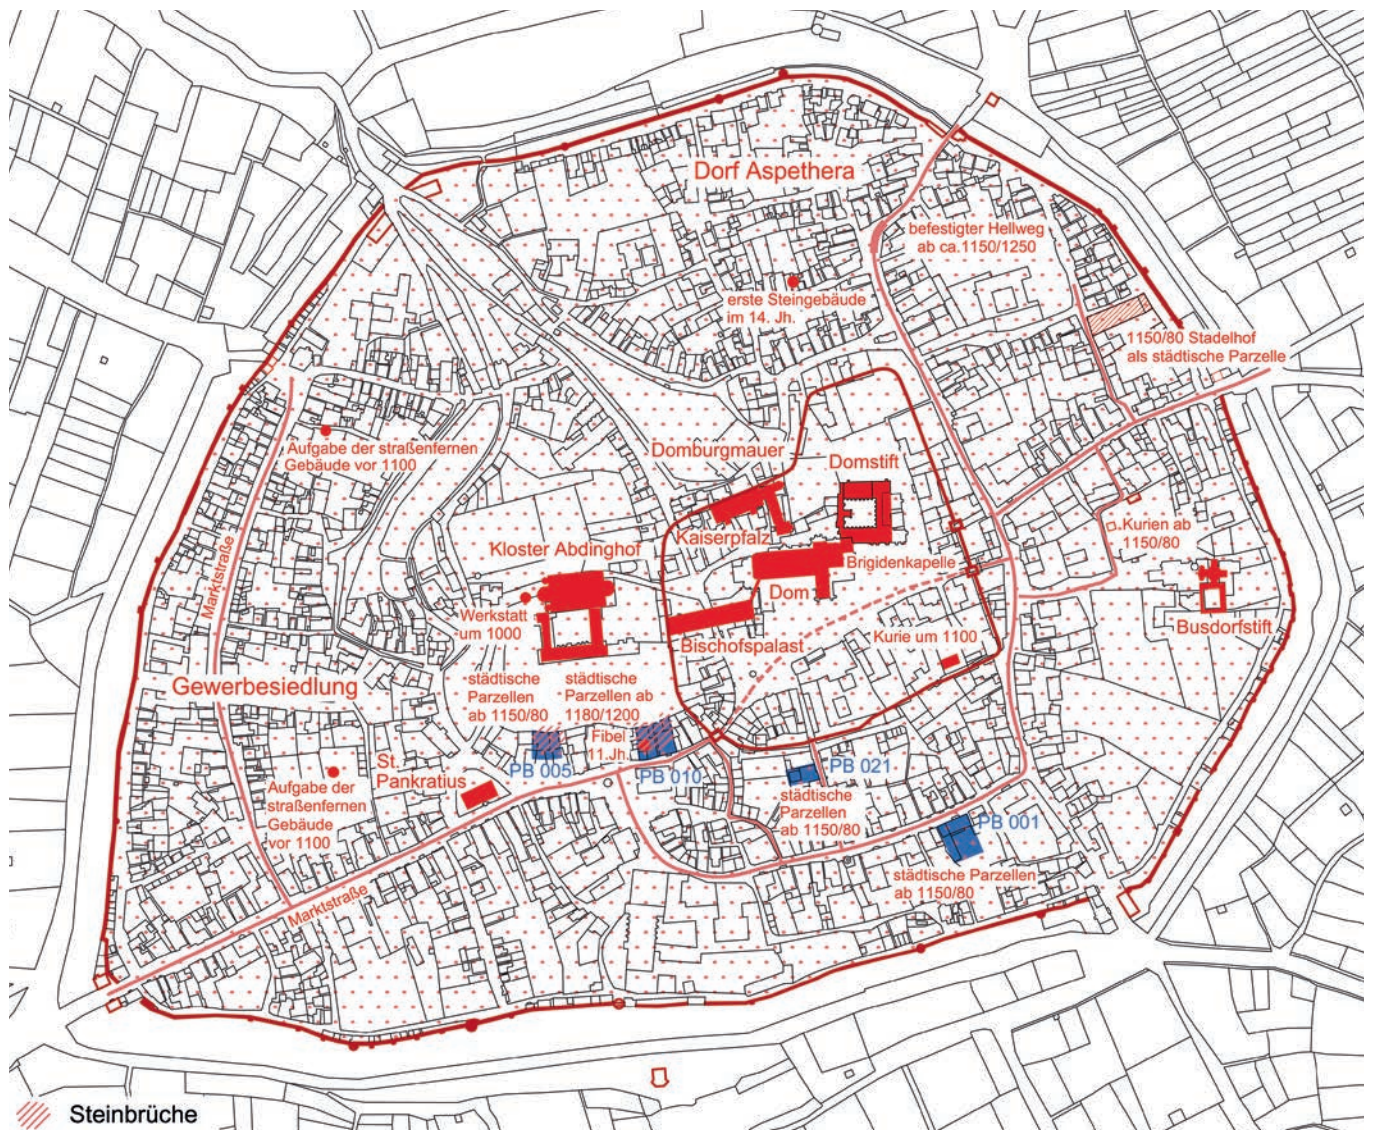 Dorf Aspethera
befestigter Hellweg
ab ca.1150/1250
erste Steingebäude
im 14. Jh.
1150/80 Stadelhof
als städtische Parzelle
Aufgabe der straßenfernen
Gebäude vor 1100
Domburgmauer
Domstift
Kaiserpfalz
Kurien ab
1150/80
Kloster Abdinghof
Brigidenkapelle
Dom
Marktstraße
Werkstatt
um 1000
Bischofspalast
Kurie um 1100
Busdorfstift
Gewerbesiedlung
städtische
Parzellen
ab 1150/80
städtische
Parzellen ab
1180/1200
Fibel
11.Jh.
St.
Pankratius
PB 005
PB 010
PB 021
Aufgabe der
straßenfernen
Gebäude
vor 1100
städtische
Parzellen
ab 1150/80
PB 001
städtische Parzellen
ab 1150/80
Marktstraße
Steinbrüche